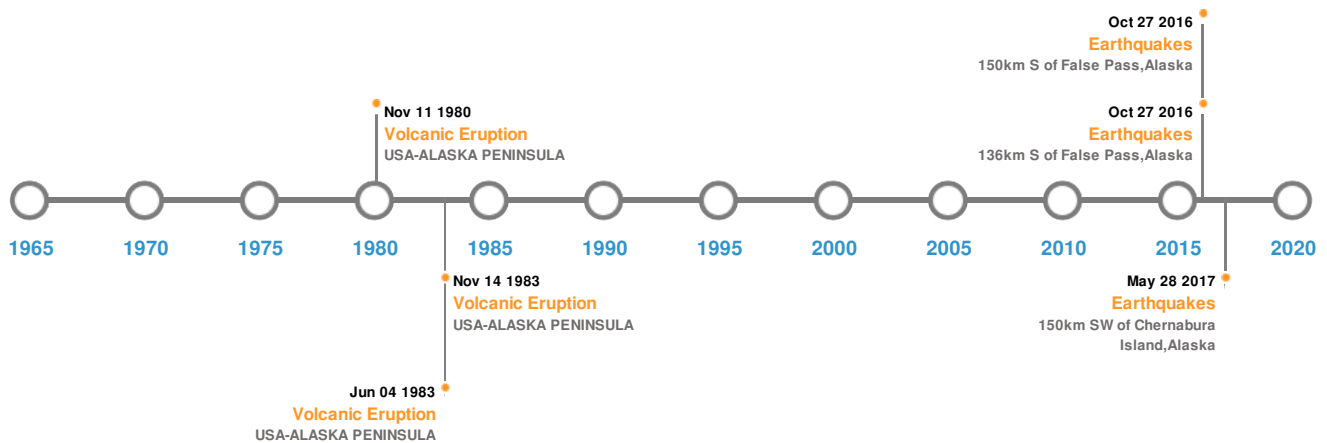 Oct 27 2016
Earthquakes
150km S of False Pass,Alaska
Nov 11 1980
Volcanic Eruption
USA-ALASKA PENINSULA
Oct 27 2016
Earthquakes
136km S of False Pass,Alaska
1965 1970 1975 1980 1985 1990 1995 2000 2005 2010 2015 2020
Nov 14 1983
Volcanic Eruption
USA-ALASKA PENINSULA
May 28 2017
Earthquakes
150km SW of Chernabura
Island,Alaska
Jun 04 1983
Volcanic Eruption
USA-ALASKA PENINSULA